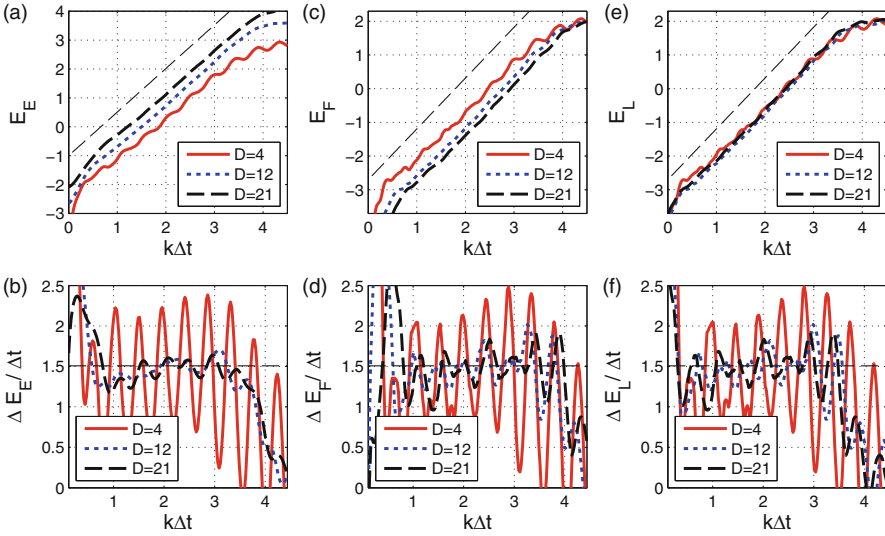 (a)
4
3
2
1
0
−1
−2
−3
E_E
D=4
D=12
D=21
0 1 2 3 4
kΔt
(c)
2
1
0
−1
−2
−3
E_F
D=4
D=12
D=21
0 1 2 3 4
kΔt
(e)
2
1
0
−1
−2
−3
E_L
D=4
D=12
D=21
0 1 2 3 4
kΔt
(b)
2.5
2
1.5
1
0.5
0
Δ E_E/ Δt
D=4
D=12
D=21
1 2 3 4
kΔt
(d)
2.5
2
1.5
1
0.5
0
Δ E_F/ Δt
D=4
D=12
D=21
1 2 3 4
kΔt
(f)
2.5
2
1.5
1
0.5
0
Δ E_L/ Δt
D=4
D=12
D=21
1 2 3 4
kΔt